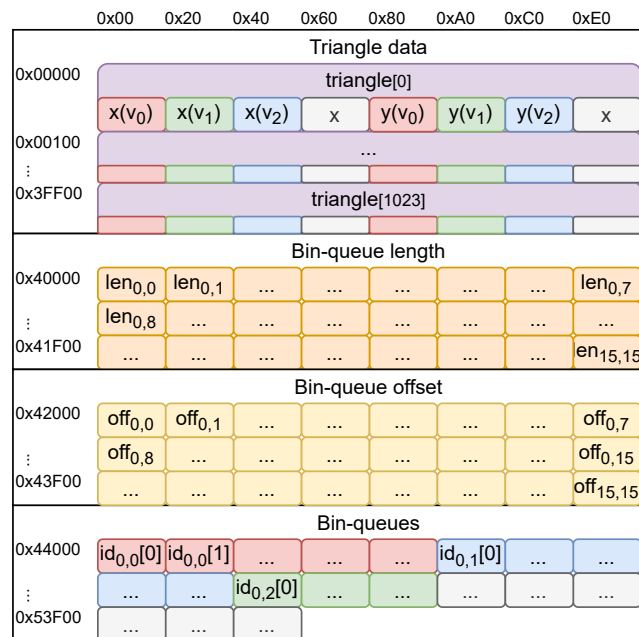 0x00 0x20 0x40 0x60 0x80 0xA0 0xC0 0xE0
Triangle data
0x00000 triangle[0]
x(v₀) x(v₁) x(v₂) x y(v₀) y(v₁) y(v₂) x
0x00100 ...
⋮
0x3FF00 triangle[1023]
Bin-queue length
0x40000 len₀,₀ len₀,₁ ... ... ... ... ... len₀,₇
⋮ len₀,₈ ... ... ... ... ... ... ...
0x41F00 ... ... ... ... ... ... ... len₁₅,₁₅
Bin-queue offset
0x42000 off₀,₀ off₀,₁ ... ... ... ... ... off₀,₇
⋮ off₀,₈ ... ... ... ... ... ... off₀,₁₅
0x43F00 ... ... ... ... ... ... ... off₁₅,₁₅
Bin-queues
0x44000 id₀,₀[0] id₀,₀[1] ... ... ... id₀,₁[0] ... ...
⋮ ... ... id₀,₂[0] ... ... ... ... ...
0x53F00 ... ... ...